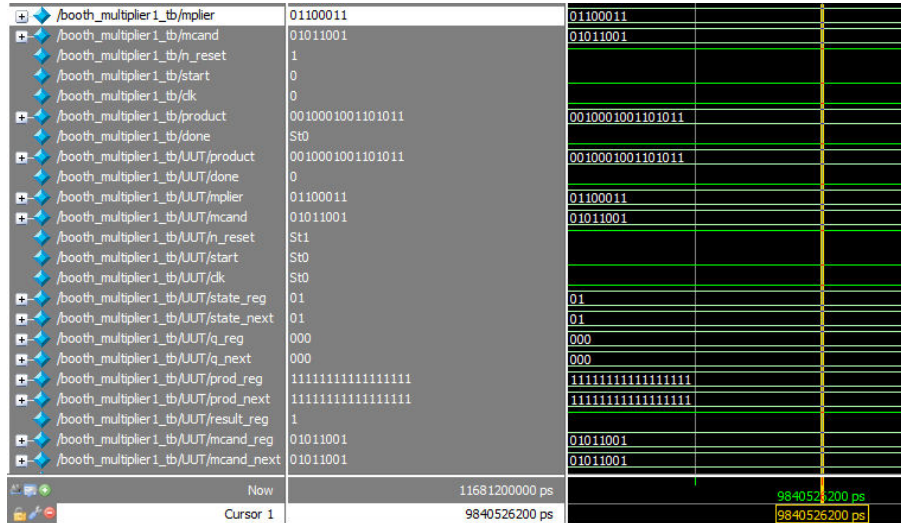 /booth_multiplier1_tb/mplier 01100011 01100011
/booth_multiplier1_tb/mcand 01011001 01011001
/booth_multiplier1_tb/n_reset 1
/booth_multiplier1_tb/start 0
/booth_multiplier1_tb/clk 0
/booth_multiplier1_tb/product 0010001001101011 0010001001101011
/booth_multiplier1_tb/done St0
/booth_multiplier1_tb/UUT/product 0010001001101011 0010001001101011
/booth_multiplier1_tb/UUT/done 0
/booth_multiplier1_tb/UUT/mplier 01100011 01100011
/booth_multiplier1_tb/UUT/mcand 01011001 01011001
/booth_multiplier1_tb/UUT/n_reset St1
/booth_multiplier1_tb/UUT/start St0
/booth_multiplier1_tb/UUT/clk St0
/booth_multiplier1_tb/UUT/state_reg 01 01
/booth_multiplier1_tb/UUT/state_next 01 01
/booth_multiplier1_tb/UUT/q_reg 000 000
/booth_multiplier1_tb/UUT/q_next 000 000
/booth_multiplier1_tb/UUT/prod_reg 11111111111111111 11111111111111111
/booth_multiplier1_tb/UUT/prod_next 11111111111111111 11111111111111111
/booth_multiplier1_tb/UUT/result_reg 1
/booth_multiplier1_tb/UUT/mcand_reg 01011001 01011001
/booth_multiplier1_tb/UUT/mcand_next 01011001 01011001
Now 11681200000 ps 9840526200 ps
Cursor 1 9840526200 ps 9840526200 ps